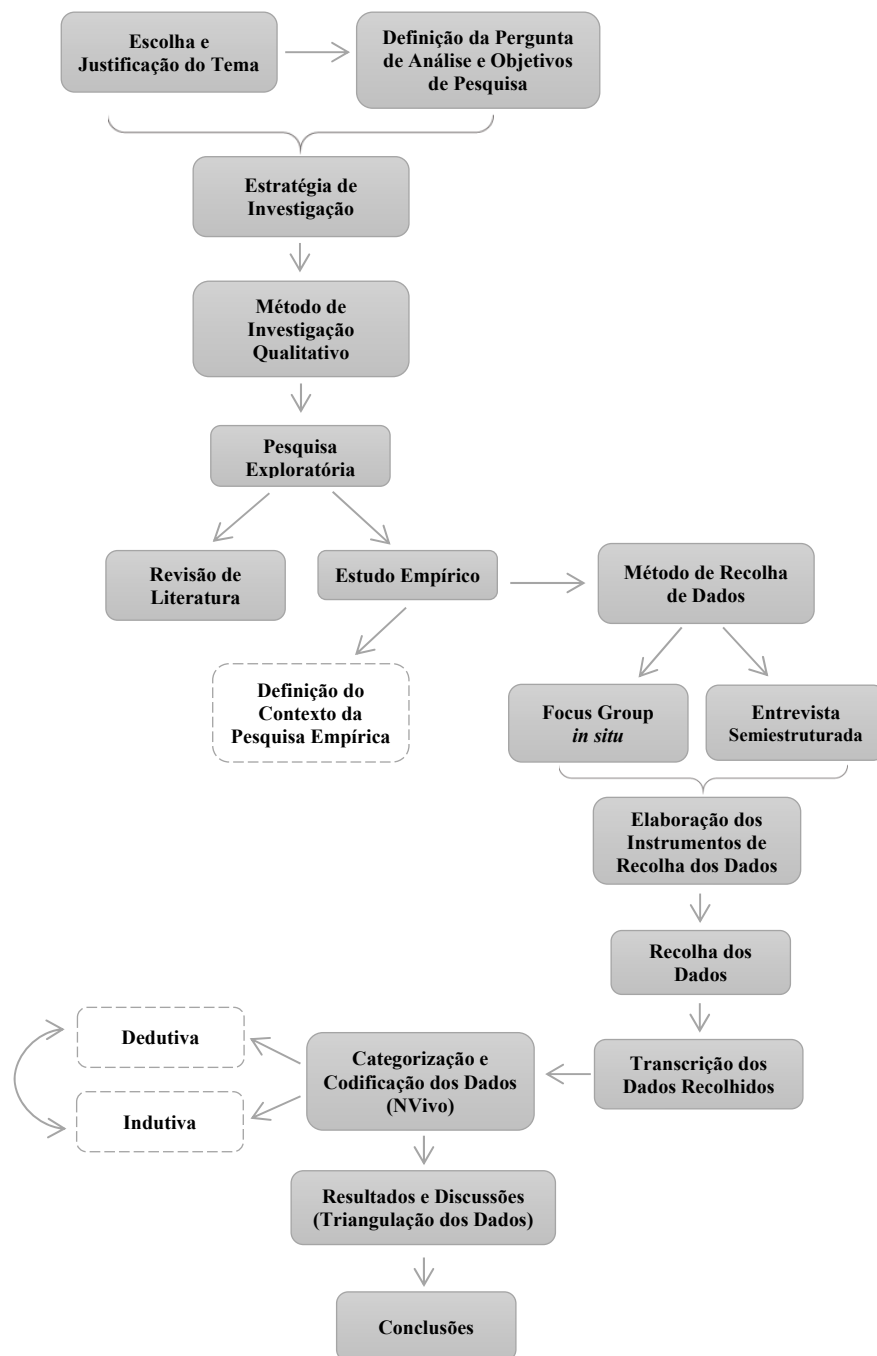 Escolha e
Justificação do Tema
Definição da Pergunta
de Análise e Objetivos
de Pesquisa
Estratégia de
Investigação
Método de
Investigação
Qualitativo
Pesquisa
Exploratória
Revisão de
Literatura
Estudo Empírico
Método de Recolha
de Dados
Definição do
Contexto da
Pesquisa Empírica
Focus Group
in situ
Entrevista
Semiestruturada
Elaboração dos
Instrumentos de
Recolha dos Dados
Recolha dos
Dados
Transcrição dos
Dados Recolhidos
Categorização e
Codificação dos Dados
(NVivo)
Dedutiva
Indutiva
Resultados e Discussões
(Triangulação dos Dados)
Conclusões